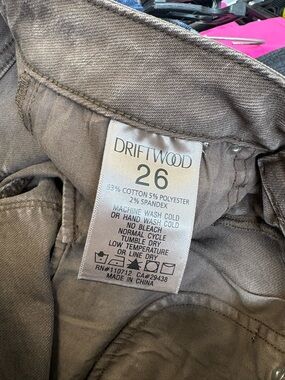 DRIFTWOOD
26
93% COTTON 5% POLYESTER
2% SPANDEX
MACHINE WASH COLD
OR HAND WASH COLD
NO BLEACH
NORMAL CYCLE
TUMBLE DRY
LOW TEMPERATURE
OR LINE DRY
RN#110712 CA#29438
MADE IN CHINA